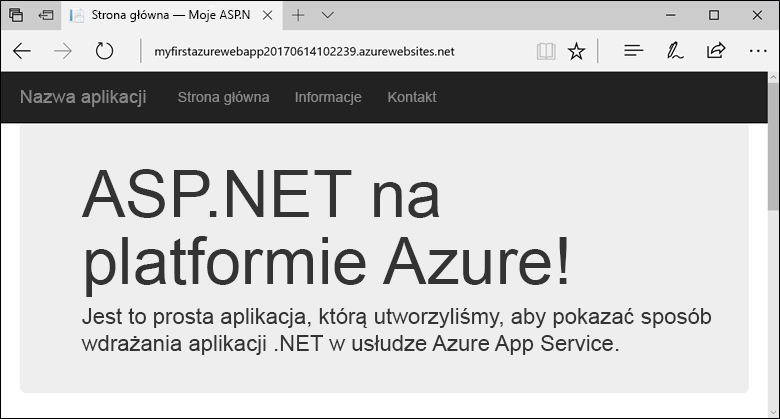 Strona główna — Moje ASP.N
myfirstazurewebapp20170614102239.azurewebsites.net
Nazwa aplikacji Strona główna Informacje Kontakt
ASP.NET na
platformie Azure!
Jest to prosta aplikacja, którą utworzyliśmy, aby pokazać sposób
wdrażania aplikacji .NET w usłudze Azure App Service.